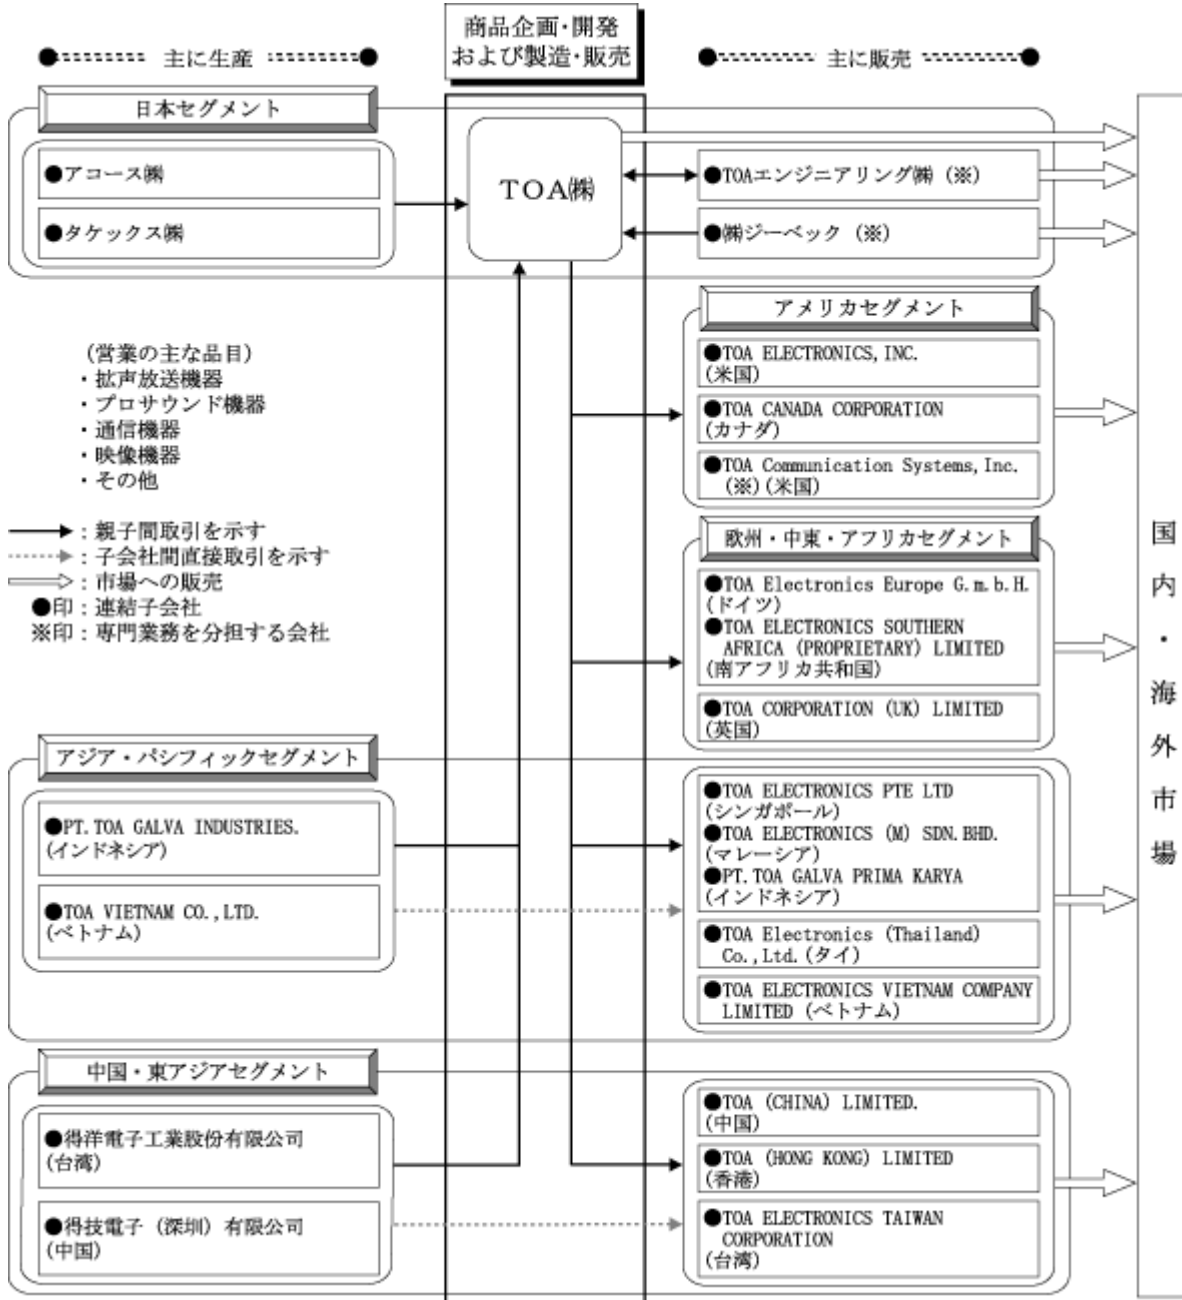 商品企画・開発
および製造・販売
主に生産
主に販売
日本セグメント
●アコース㈱
●タケックス㈱
TOA㈱
●TOAエンジニアリング㈱ (※)
●㈱ジーベック (※)
アメリカセグメント
●TOA ELECTRONICS, INC.
(米国)
●TOA CANADA CORPORATION
(カナダ)
●TOA Communication Systems, Inc.
(※) (米国)
(営業の主な品目)
・拡声放送機器
・プロサウンド機器
・通信機器
・映像機器
・その他
：親子間取引を示す
：子会社間直接取引を示す
：市場への販売
●印：連結子会社
※印：専門業務を分担する会社
欧州・中東・アフリカセグメント
●TOA Electronics Europe G.m.b.H.
(ドイツ)
●TOA ELECTRONICS SOUTHERN
AFRICA (PROPRIETARY) LIMITED
(南アフリカ共和国)
●TOA CORPORATION (UK) LIMITED
(英国)
アジア・パシフィックセグメント
●PT. TOA GALVA INDUSTRIES.
(インドネシア)
●TOA VIETNAM CO., LTD.
(ベトナム)
●TOA ELECTRONICS PTE LTD
(シンガポール)
●TOA ELECTRONICS (M) SDN. BHD.
(マレーシア)
●PT. TOA GALVA PRIMA KARYA
(インドネシア)
●TOA Electronics (Thailand)
Co., Ltd. (タイ)
●TOA ELECTRONICS VIETNAM COMPANY
LIMITED (ベトナム)
中国・東アジアセグメント
●得洋電子工業股份有限公司
(台湾)
●得技電子（深圳）有限公司
(中国)
●TOA (CHINA) LIMITED.
(中国)
●TOA (HONG KONG) LIMITED
(香港)
●TOA ELECTRONICS TAIWAN
CORPORATION
(台湾)
国内・海外市場